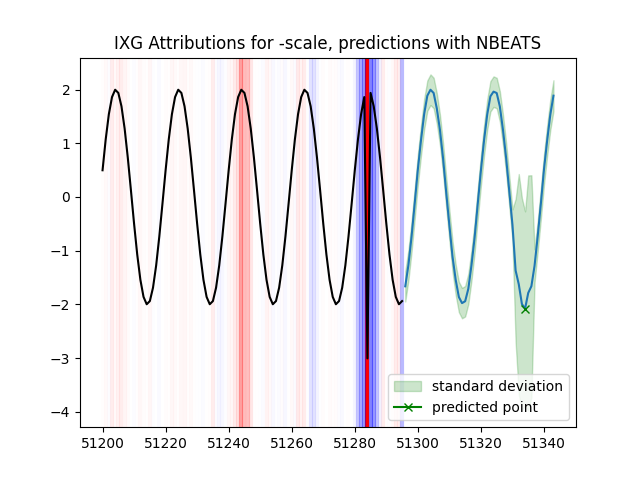 IXG Attributions for -scale, predictions with NBEATS
2
1
0
−1
−2
−3
−4
standard deviation
predicted point
51200 51220 51240 51260 51280 51300 51320 51340